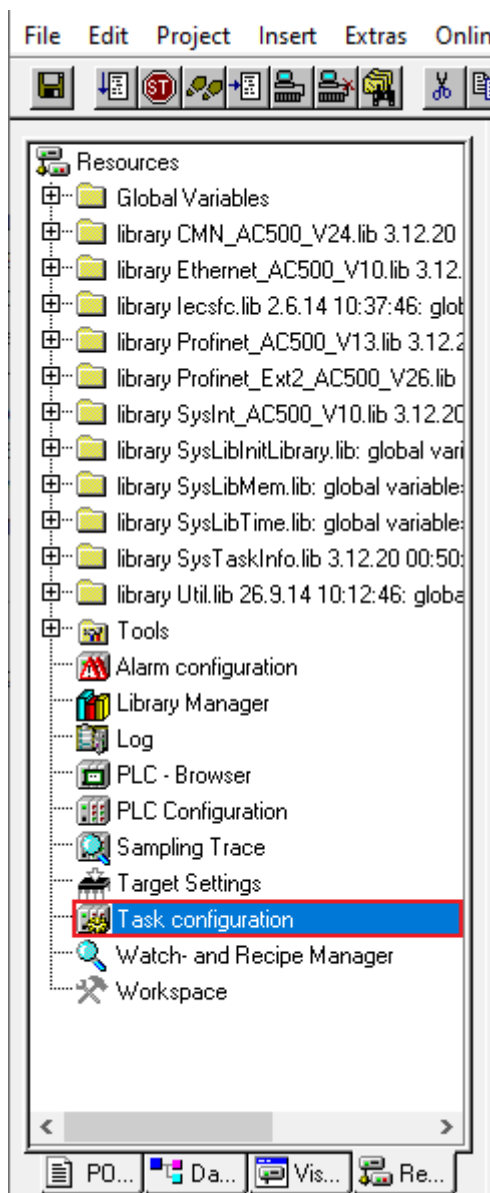 File Edit Project Insert Extras Onlin
ST
Resources
Global Variables
library CMN_AC500_V24.lib 3.12.20
library Ethernet_AC500_V10.lib 3.12.
library Iecsfc.lib 2.6.14 10:37:46: glob
library Profinet_AC500_V13.lib 3.12.2
library Profinet_Ext2_AC500_V26.lib
library SysInt_AC500_V10.lib 3.12.20
library SysLibInitLibrary.lib: global vari
library SysLibMem.lib: global variable
library SysLibTime.lib: global variable
library SysTaskInfo.lib 3.12.20 00:50:
library Util.lib 26.9.14 10:12:46: globa
Tools
Alarm configuration
Library Manager
Log
PLC - Browser
PLC Configuration
Sampling Trace
Target Settings
Task configuration
Watch- and Recipe Manager
Workspace
PO... Da... Vis... Re...